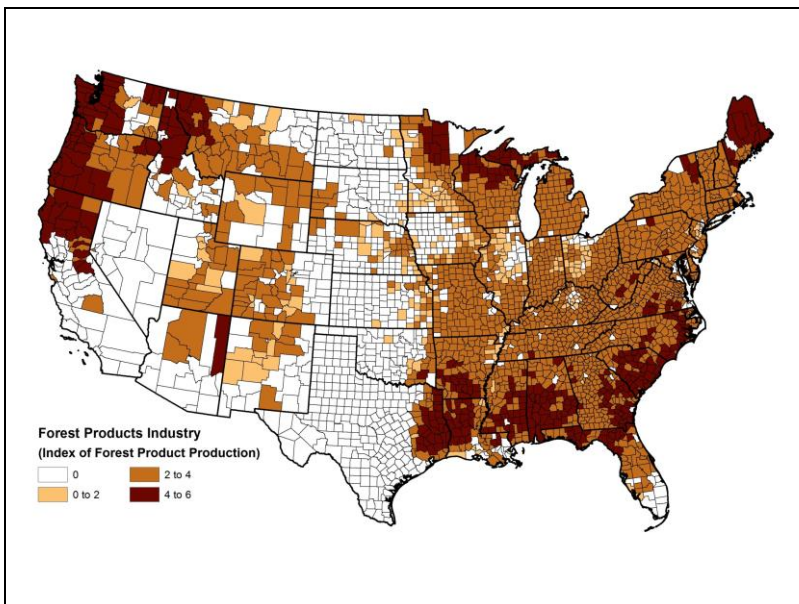 Forest Products Industry
(Index of Forest Product Production)
0 2 to 4
0 to 2 4 to 6